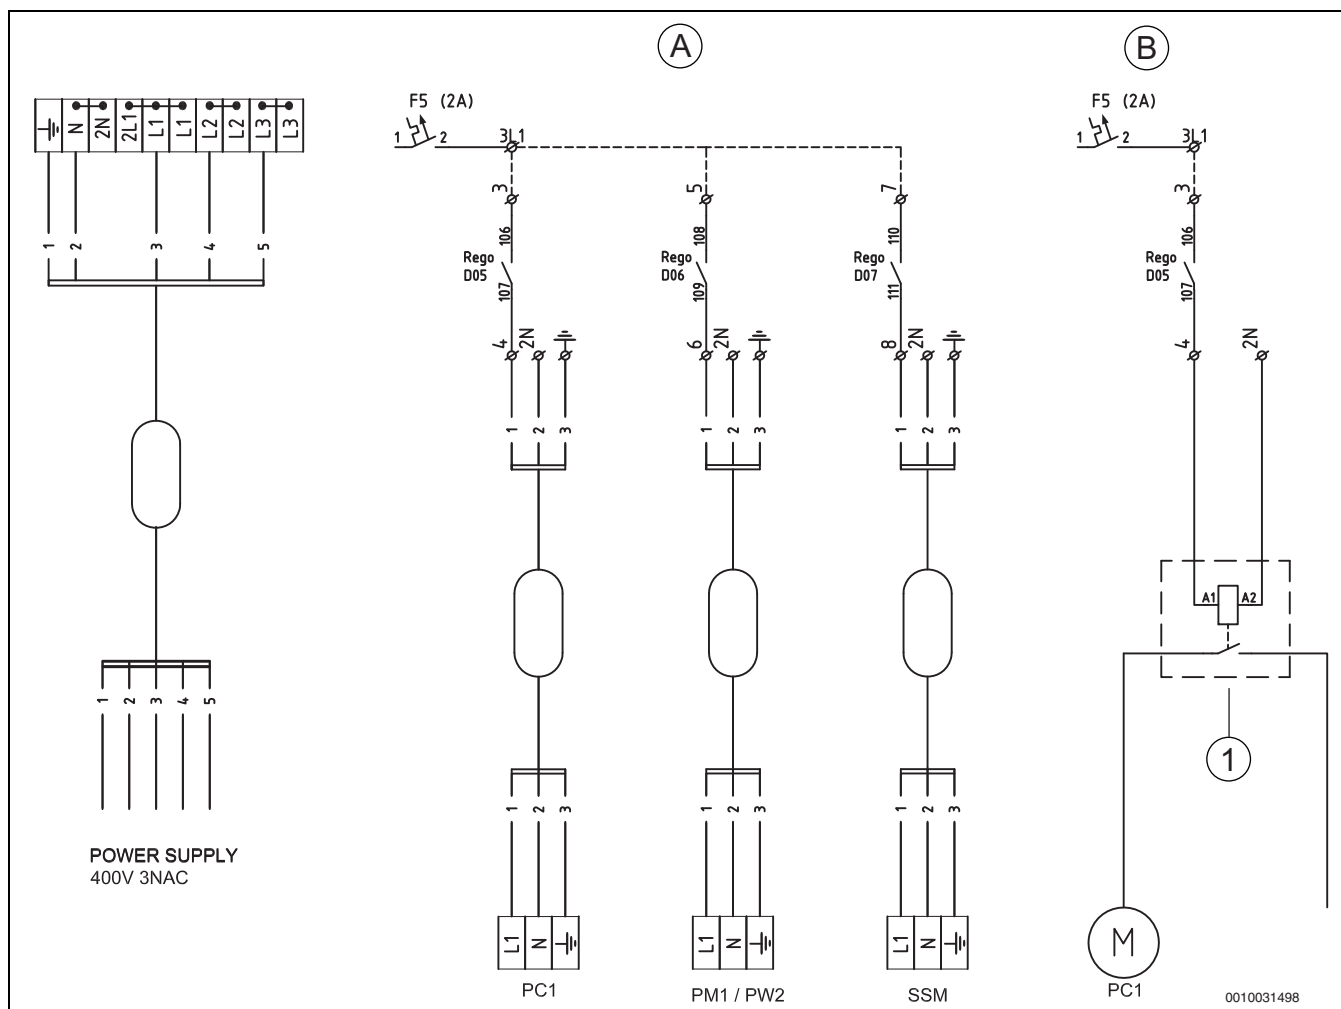 A
B
N
2N
2L1
L1
L1
L2
L2
L3
L3
1
2
3
4
5
1
2
3
4
5
POWER SUPPLY
400V 3NAC
F5 (2A)
1
2
3L1
3
5
7
106
108
110
Rego
D05
Rego
D06
Rego
D07
107
109
111
4
2N
6
2N
8
2N
1
2
3
1
2
3
1
2
3
1
2
3
1
2
3
1
2
3
L1
N
L1
N
L1
N
PC1
PM1 / PW2
SSM
F5 (2A)
1
2
3L1
3
106
Rego
D05
107
4
2N
A1
A2
1
M
PC1
0010031498